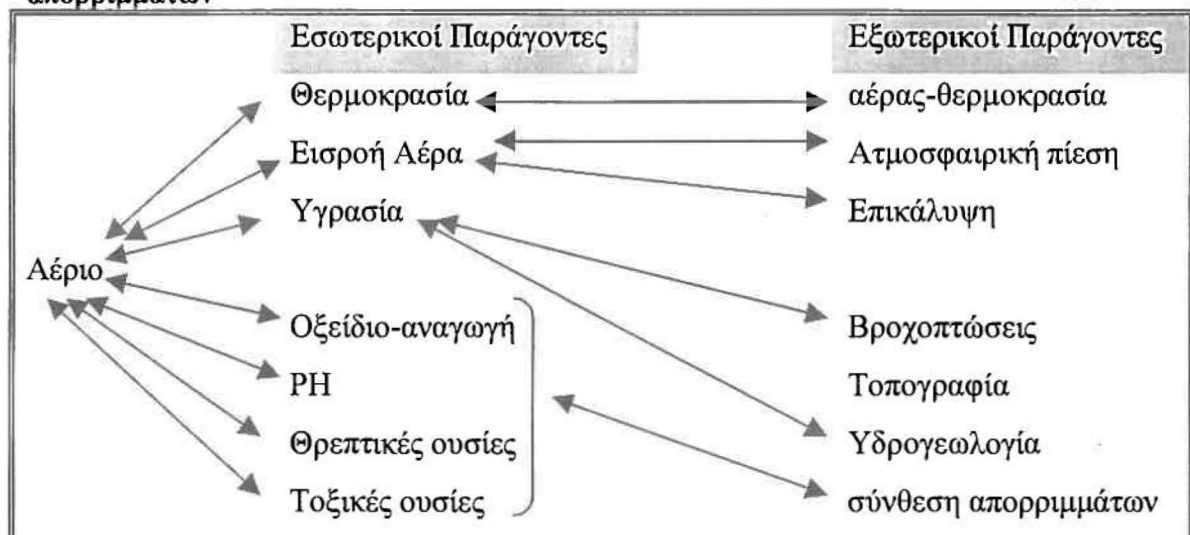 απορριμμάτων
Εσωτερικοί Παράγοντες Εξωτερικοί Παράγοντες
Θερμοκρασία αέρας-θερμοκρασία
Εισροή Αέρα Ατμοσφαιρική πίεση
Υγρασία Επικάλυψη
Αέριο
Οξείδιο-αναγωγή Βροχοπτώσεις
PH Τοπογραφία
Θρεπτικές ουσίες Υδρογεωλογία
Τοξικές ουσίες σύνθεση απορριμμάτων